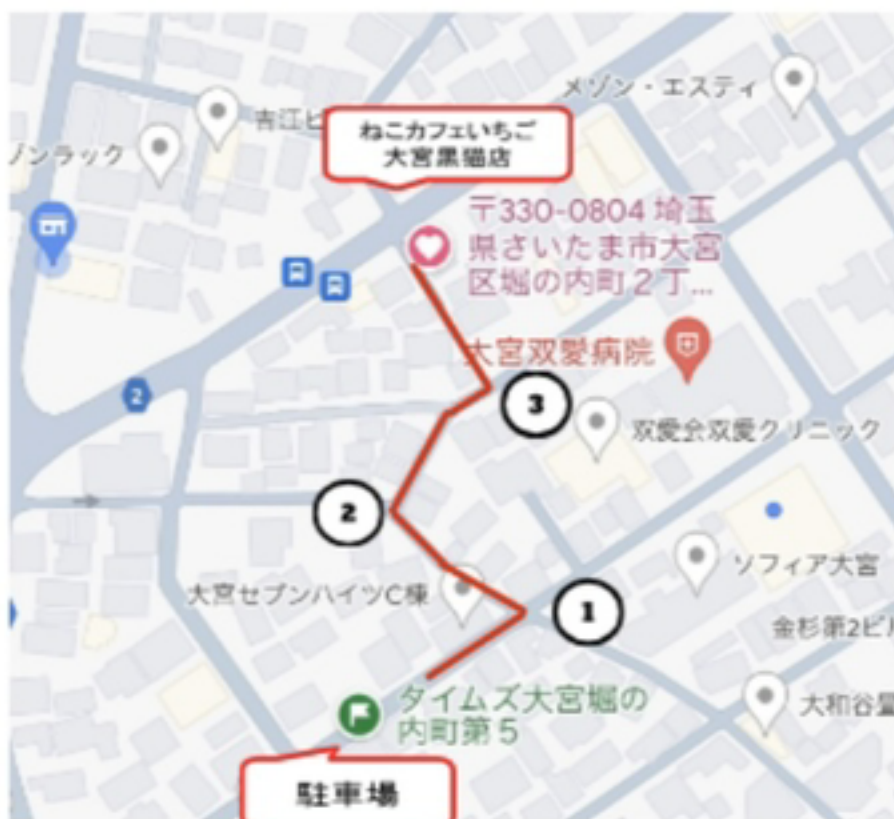 メゾン・エスティ
吉江ビ
ゾンラック
ねこカフェいちご
大宮黒猫店
〒330-0804 埼玉
県さいたま市大宮
区堀の内町2丁...
大宮双愛病院
2
3
双愛会双愛クリニック
2
ソフィア大宮
大宮セブンハイツC棟
1
金杉第2ビル
大和谷
タイムズ大宮堀の
内町第5
駐車場